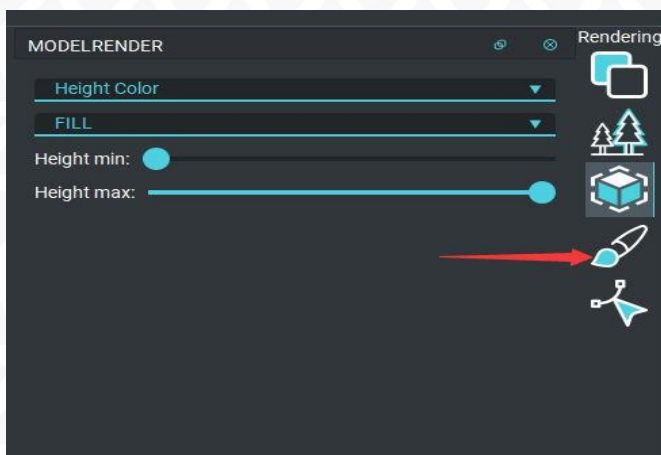 MODELRENDER
Rendering
Height Color
FILL
Height min:
Height max: